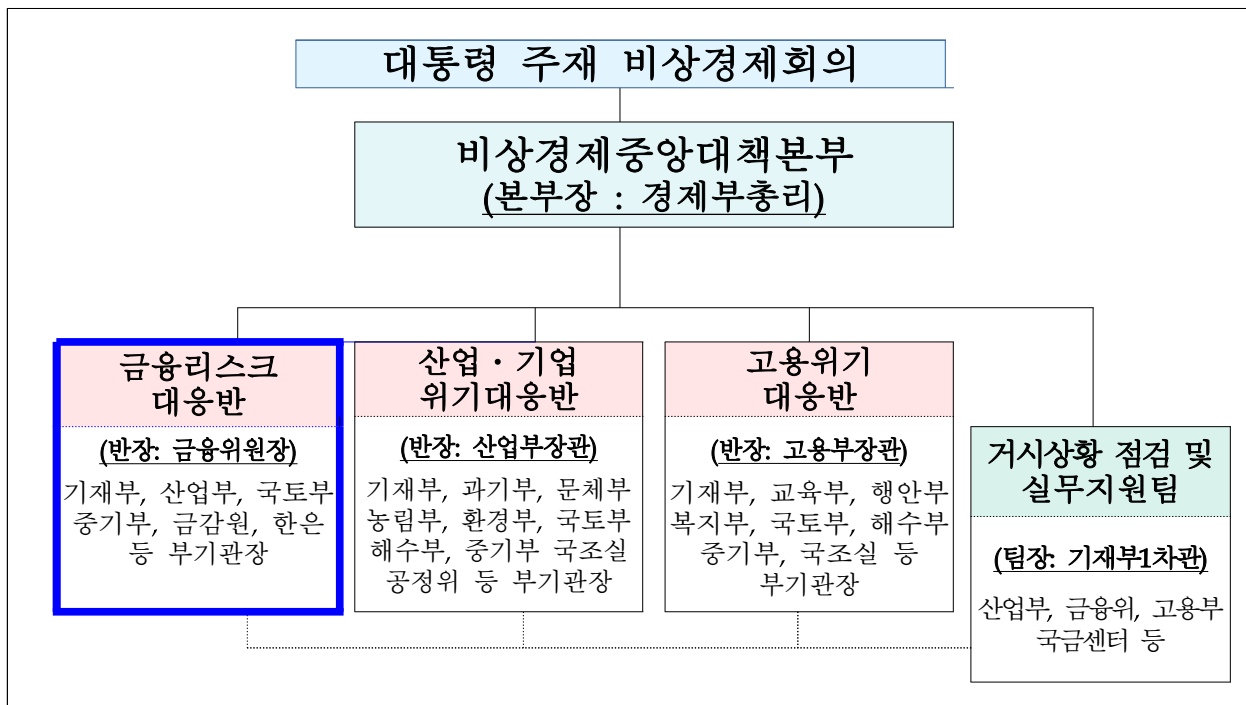 대통령 주재 비상경제회의
비상경제중앙대책본부
(본부장 : 경제부총리)
금융리스크
대응반
(반장: 금융위원장)
기재부, 산업부, 국토부
중기부, 금감원, 한은
등 부기관장
산업·기업
위기대응반
(반장: 산업부장관)
기재부, 과기부, 문체부
농림부, 환경부, 국토부
해수부, 중기부 국조실
공정위 등 부기관장
고용위기
대응반
(반장: 고용부장관)
기재부, 교육부, 행안부
복지부, 국토부, 해수부
중기부, 국조실 등
부기관장
거시상황 점검 및
실무지원팀
(팀장: 기재부1차관)
산업부, 금융위, 고용부
국금센터 등